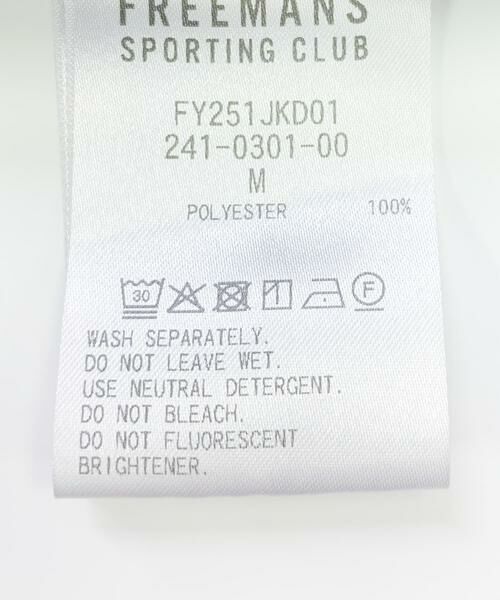 FREEMANS
SPORTING CLUB
FY251JKD01
241-0301-00
M
POLYESTER 100%
30 F
WASH SEPARATELY.
DO NOT LEAVE WET.
USE NEUTRAL DETERGENT.
DO NOT BLEACH.
DO NOT FLUORESCENT
BRIGHTENER.